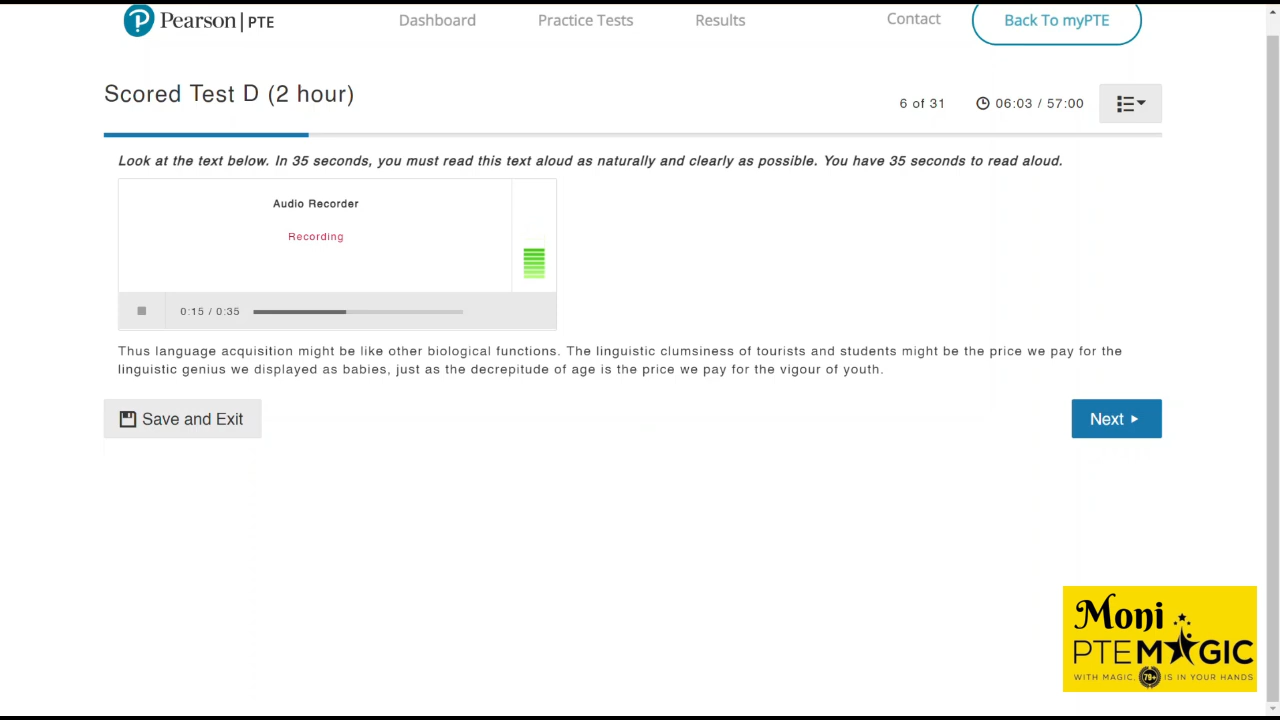 Pearson | PTE
Dashboard
Practice Tests
Results
Contact
Back To myPTE
Scored Test D (2 hour)
6 of 31
06:03 / 57:00
Look at the text below. In 35 seconds, you must read this text aloud as naturally and clearly as possible. You have 35 seconds to read aloud.
Audio Recorder
Recording
0:15 / 0:35
Thus language acquisition might be like other biological functions. The linguistic clumsiness of tourists and students might be the price we pay for the
linguistic genius we displayed as babies, just as the decrepitude of age is the price we pay for the vigour of youth.
Save and Exit
Next
Moni
PTEMAGIC
WITH MAGIC, 79+ IS IN YOUR HANDS